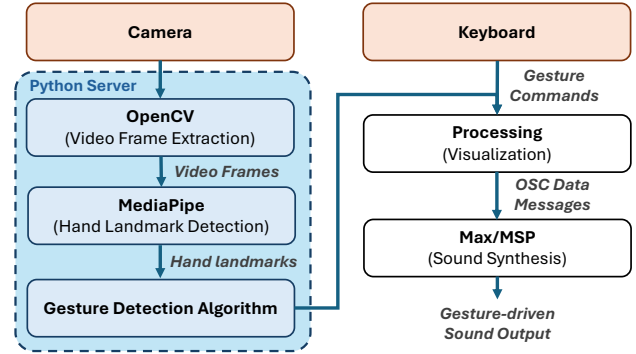 Camera
Python Server
OpenCV
(Video Frame Extraction)
Video Frames
MediaPipe
(Hand Landmark Detection)
Hand landmarks
Gesture Detection Algorithm
Keyboard
Gesture
Commands
Processing
(Visualization)
OSC Data
Messages
Max/MSP
(Sound Synthesis)
Gesture-driven
Sound Output